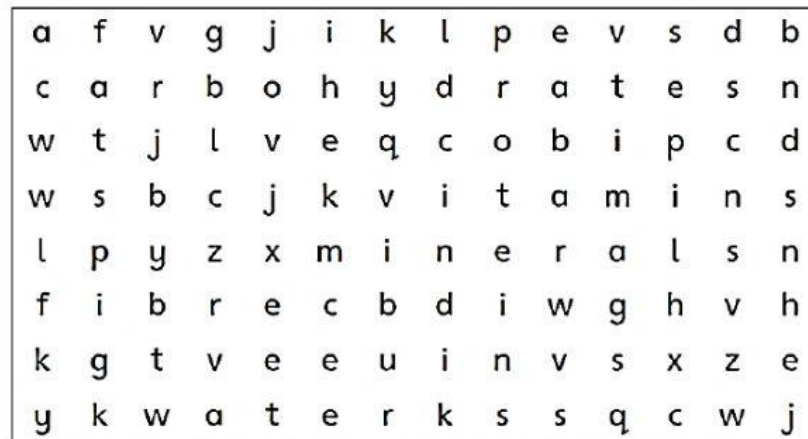 a f v g j i k l p e v s d b
c a r b o h y d r a t e s n
w t j l v e q c o b i p c d
w s b c j k v i t a m i n s
l p y z x m i n e r a l s n
f i b r e c b d i w g h v h
k g t v e e u i n v s x z e
y k w a t e r k s s q c w j